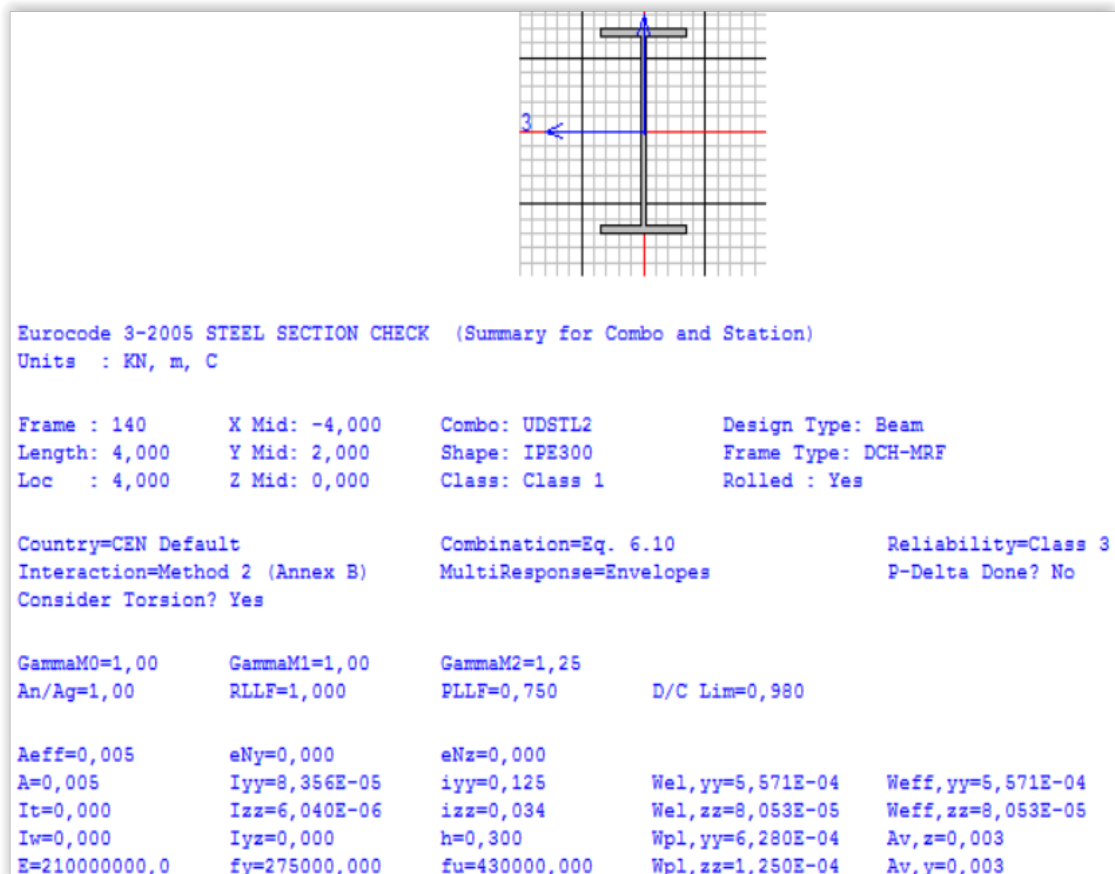 3
Eurocode 3-2005 STEEL SECTION CHECK (Summary for Combo and Station)
Units : KN, m, C
Frame : 140 X Mid: -4,000 Combo: UDSTL2 Design Type: Beam
Length: 4,000 Y Mid: 2,000 Shape: IPE300 Frame Type: DCH-MRF
Loc : 4,000 Z Mid: 0,000 Class: Class 1 Rolled : Yes
Country=CEN Default Combination=Eq. 6.10 Reliability=Class 3
Interaction=Method 2 (Annex B) MultiResponse=Envelopes P-Delta Done? No
Consider Torsion? Yes
GammaM0=1,00 GammaM1=1,00 GammaM2=1,25
An/Ag=1,00 RLLF=1,000 PLLF=0,750 D/C Lim=0,980
Aeff=0,005 eNy=0,000 eNz=0,000
A=0,005 Iyy=8,356E-05 iyy=0,125 Wel,yy=5,571E-04 Weff,yy=5,571E-04
It=0,000 Izz=6,040E-06 izz=0,034 Wel,zz=8,053E-05 Weff,zz=8,053E-05
Iw=0,000 Iyz=0,000 h=0,300 Wpl,yy=6,280E-04 Av,z=0,003
E=210000000,0 fy=275000,000 fu=430000,000 Wpl,zz=1,250E-04 Av,y=0,003